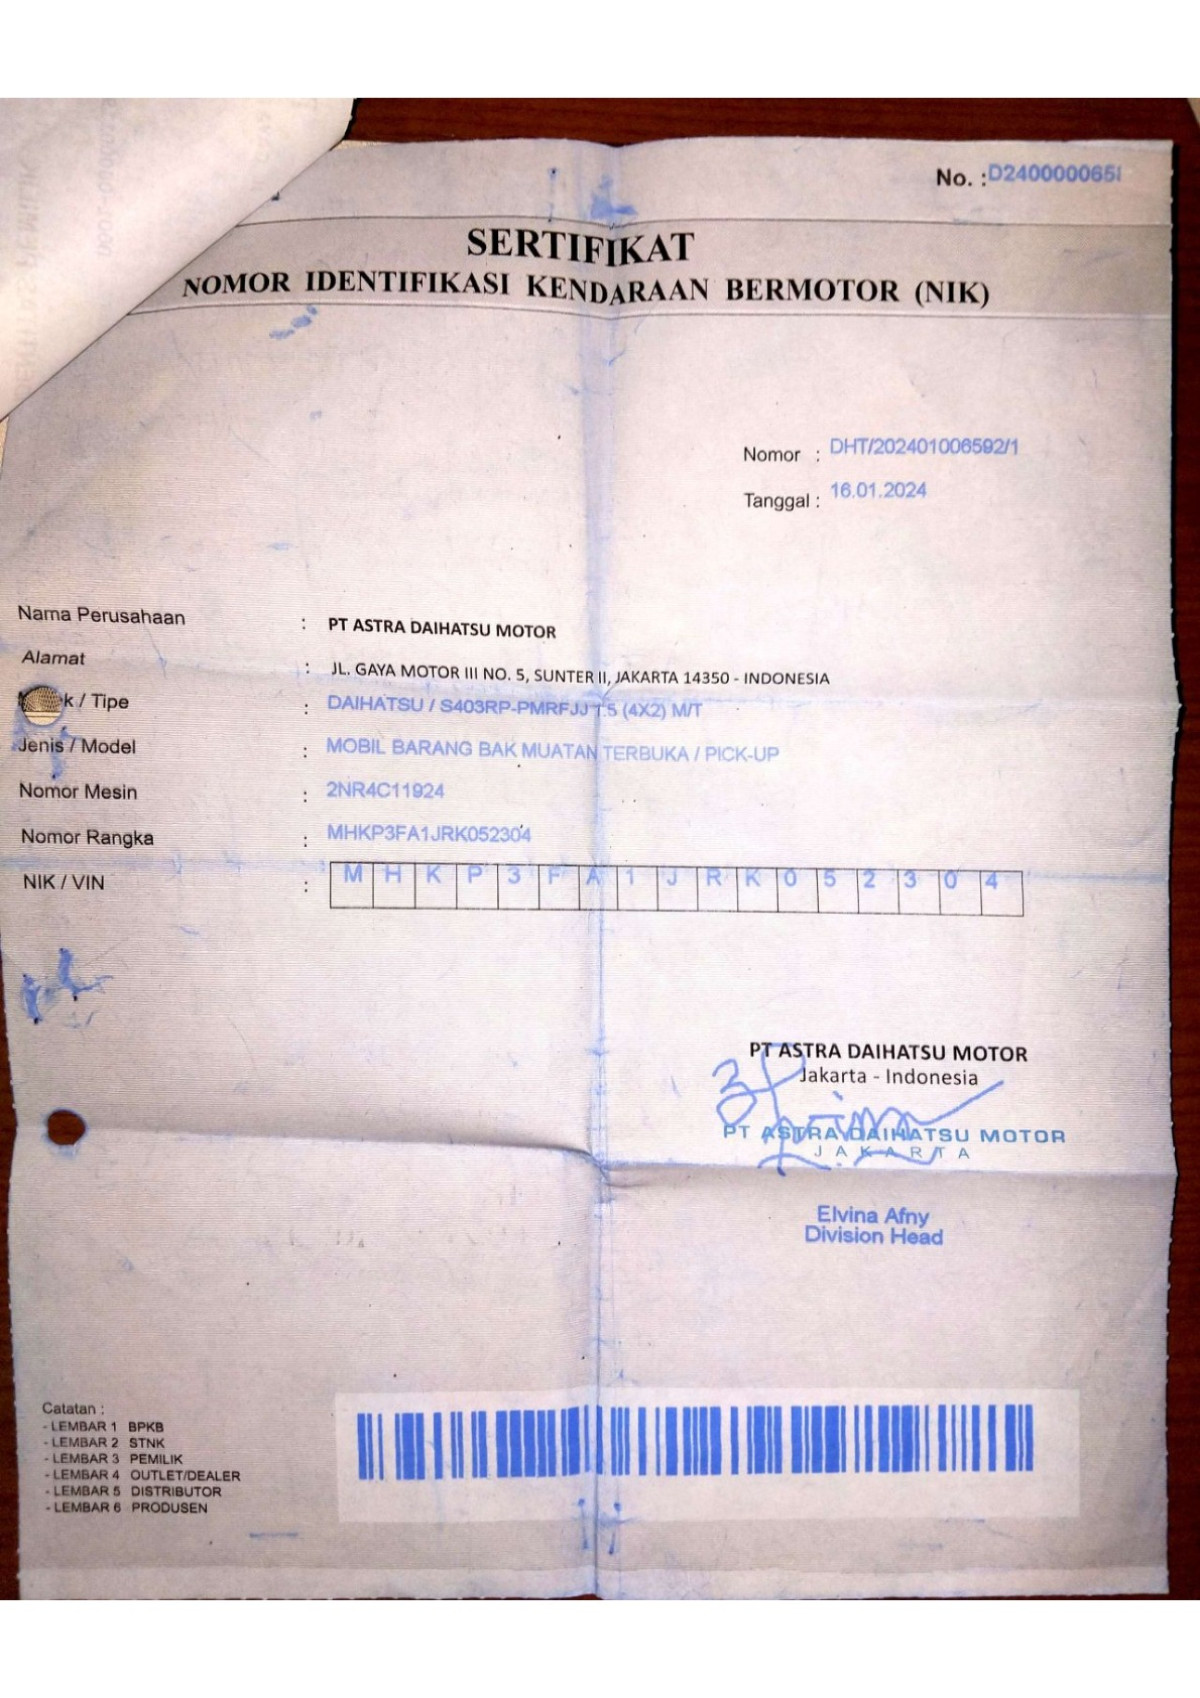 No. : D240000065
SERTIFIKAT
NOMOR IDENTIFIKASI KENDARAAN BERMOTOR (NIK)
Nomor : DHT/202401006592/1
Tanggal : 16.01.2024
Nama Perusahaan : PT ASTRA DAIHATSU MOTOR
Alamat : JL. GAYA MOTOR III NO. 5, SUNTER II, JAKARTA 14350 - INDONESIA
k / Tipe : DAIHATSU / S403RP-PMRFJJ 1.5 (4X2) M/T
Jenis / Model : MOBIL BARANG BAK MUATAN TERBUKA / PICK-UP
Nomor Mesin : 2NR4C11924
Nomor Rangka : MHKP3FA1JRK052304
NIK / VIN : M H K P 3 F A 1 J R K 0 5 2 3 0 4
PT ASTRA DAIHATSU MOTOR
Jakarta - Indonesia
PT ASTRA DAIHATSU MOTOR
JAKARTA
Elvina Afny
Division Head
Catatan :
- LEMBAR 1 BPKB
- LEMBAR 2 STNK
- LEMBAR 3 PEMILIK
- LEMBAR 4 OUTLET/DEALER
- LEMBAR 5 DISTRIBUTOR
- LEMBAR 6 PRODUSEN